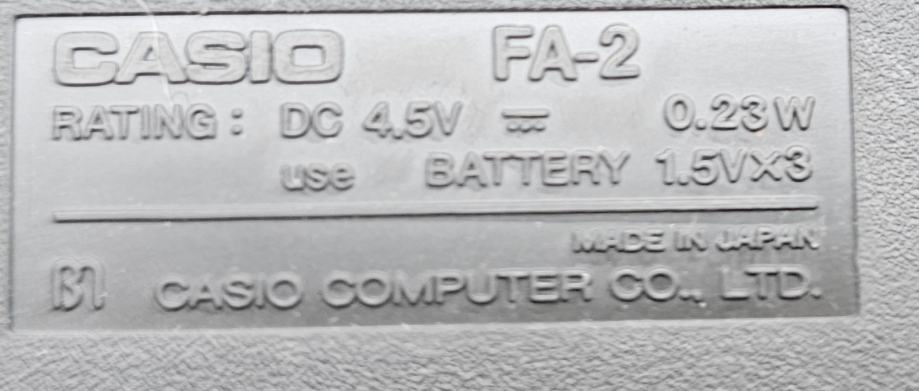 CASIO FA-2
RATING : DC 4.5V ⎓ 0.23W
use BATTERY 1.5V×3
MADE IN JAPAN
CASIO COMPUTER CO., LTD.